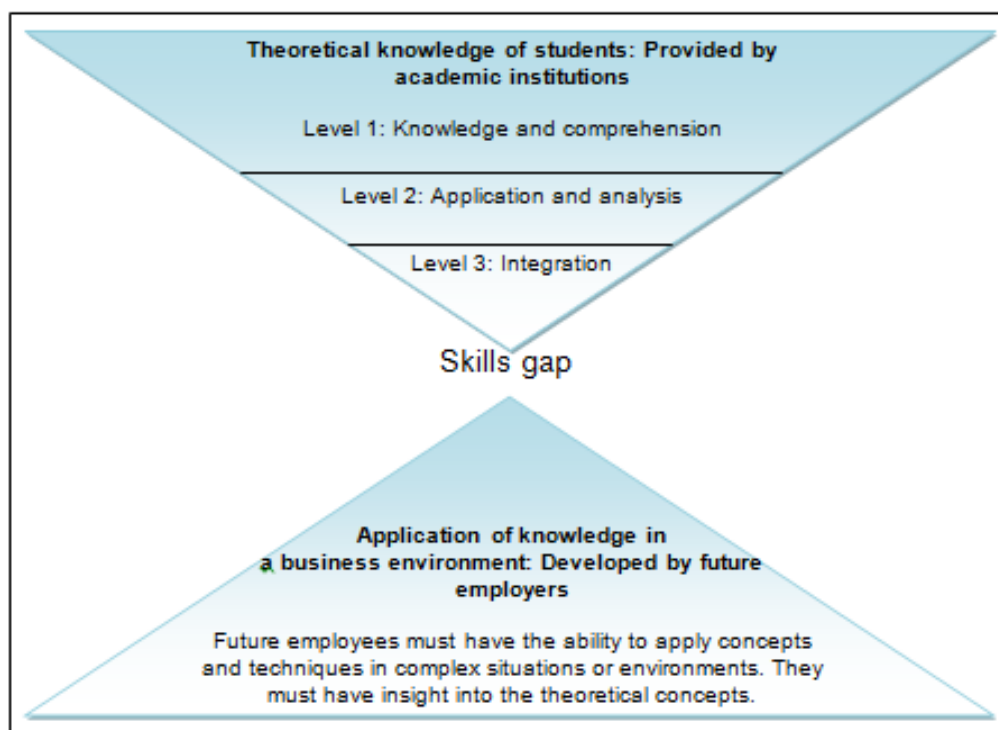 Theoretical knowledge of students: Provided by
academic institutions
Level 1: Knowledge and comprehension
Level 2: Application and analysis
Level 3: Integration
Skills gap
Application of knowledge in
a business environment: Developed by future
employers
Future employees must have the ability to apply concepts
and techniques in complex situations or environments. They
must have insight into the theoretical concepts.